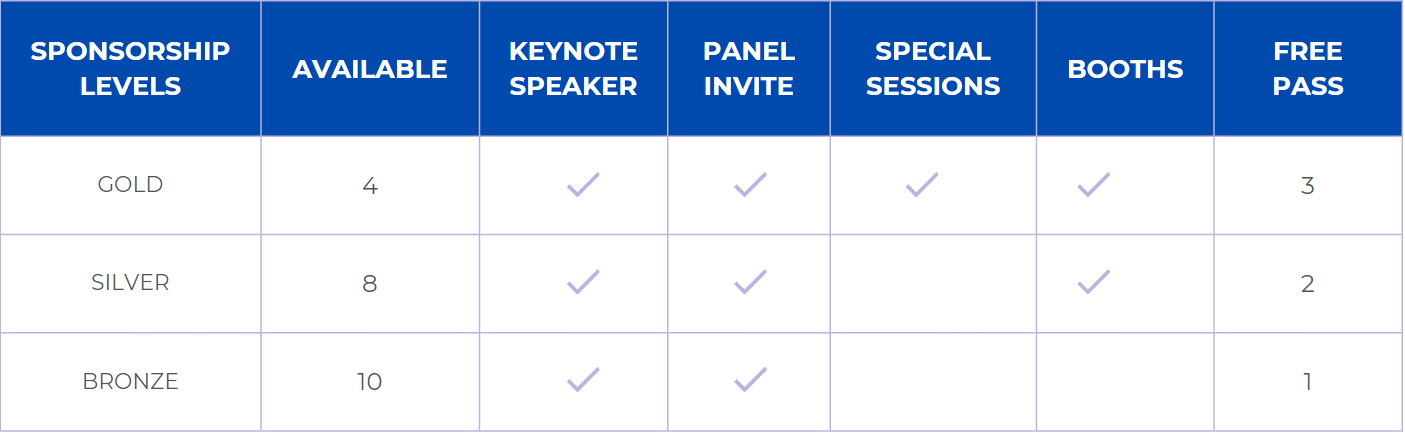 SPONSORSHIP
LEVELS
AVAILABLE
KEYNOTE
SPEAKER
PANEL
INVITE
SPECIAL
SESSIONS
BOOTHS
FREE
PASS
GOLD
4
3
SILVER
8
2
BRONZE
10
1